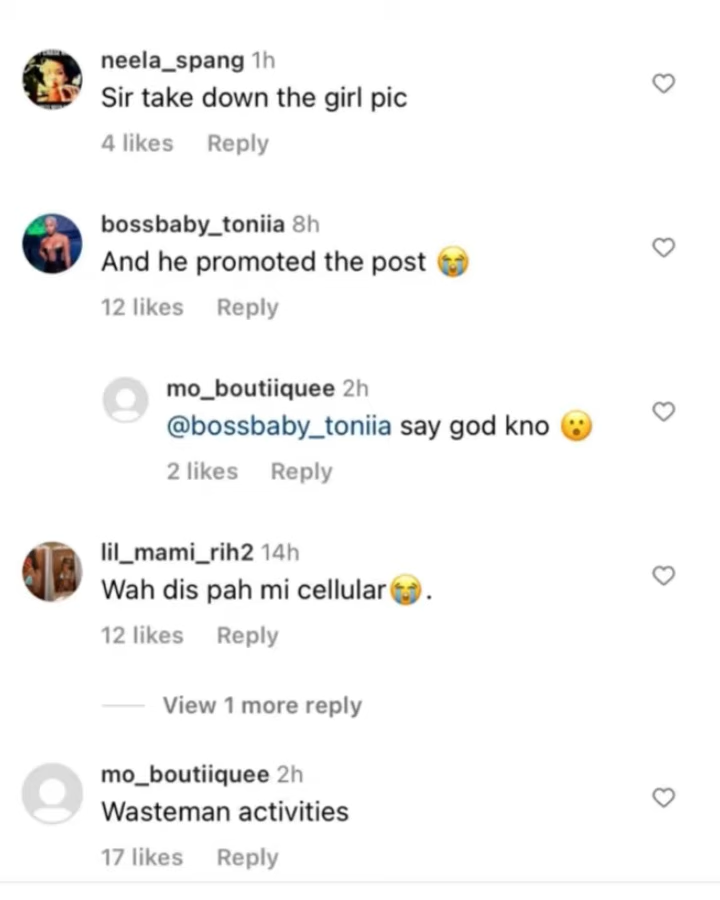 neela_spang 1h
Sir take down the girl pic
4 likes Reply
bossbaby_toniia 8h
And he promoted the post 😭
12 likes Reply
mo_boutiiquee 2h
@bossbaby_toniia say god kno 😮
2 likes Reply
lil_mami_rih2 14h
Wah dis pah mi cellular😭.
12 likes Reply
View 1 more reply
mo_boutiiquee 2h
Wasteman activities
17 likes Reply